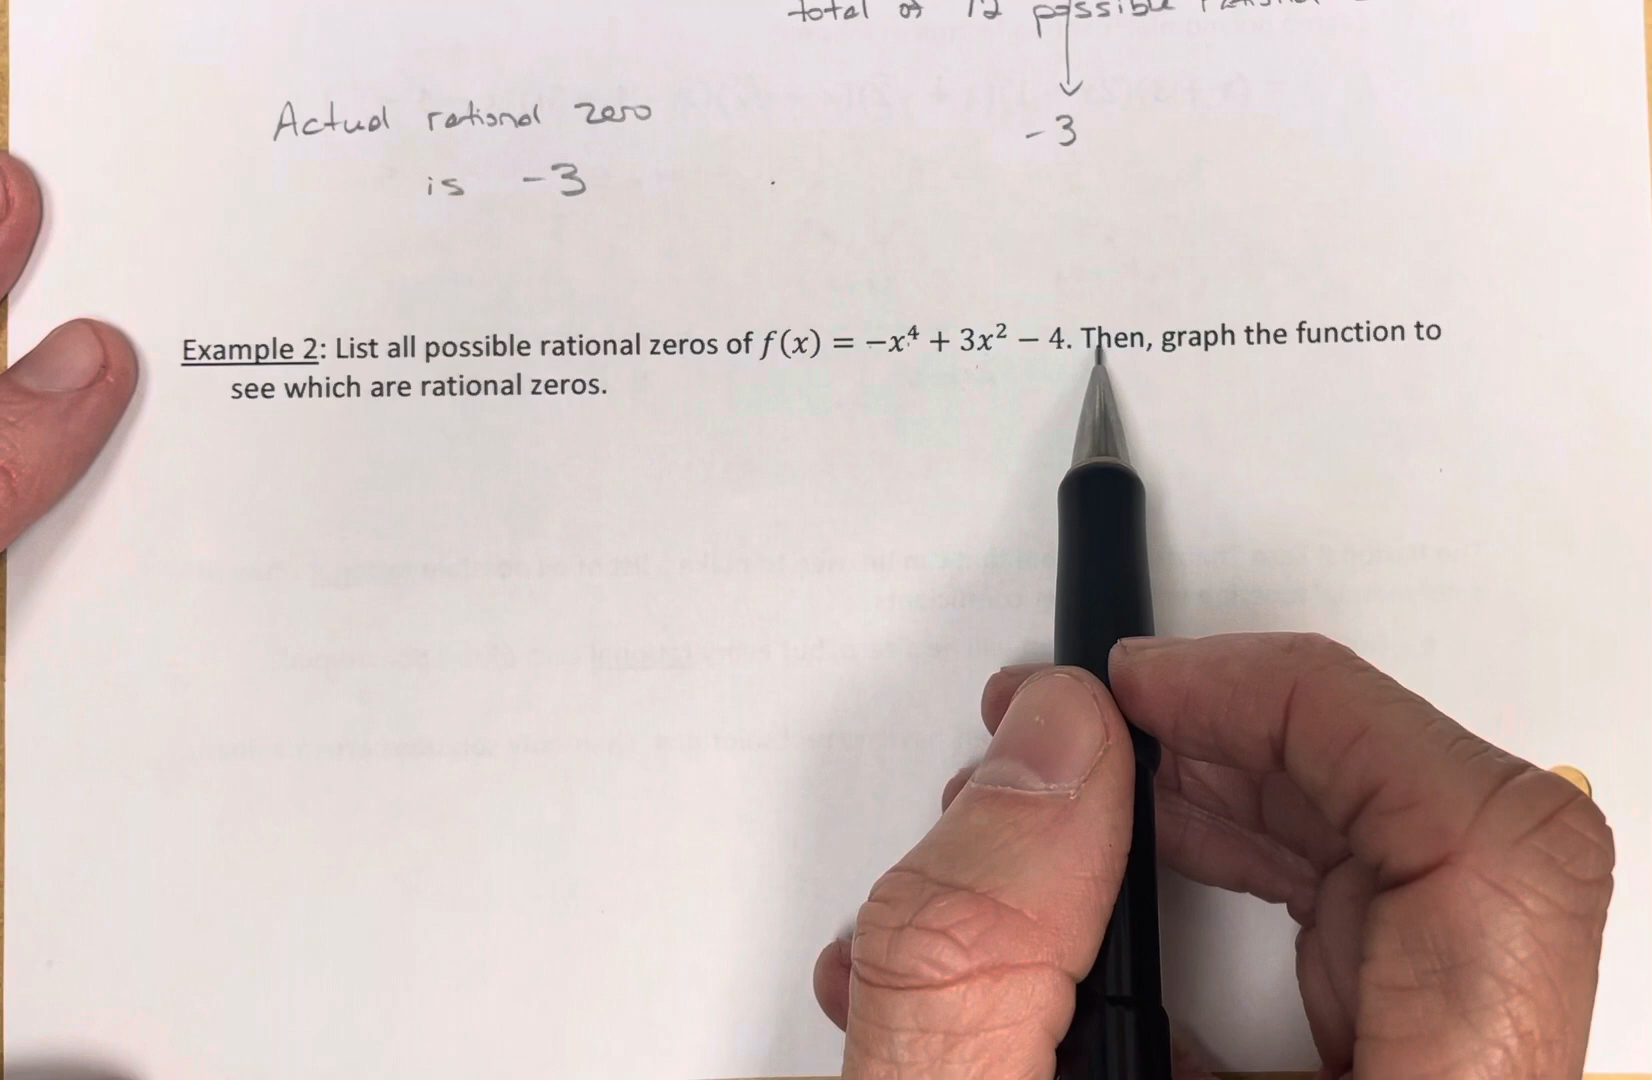 total of 12 possible
Actual rational zero
-3
is -3
Example 2: List all possible rational zeros of f(x) = −x⁴ + 3x² − 4. Then, graph the function to
see which are rational zeros.